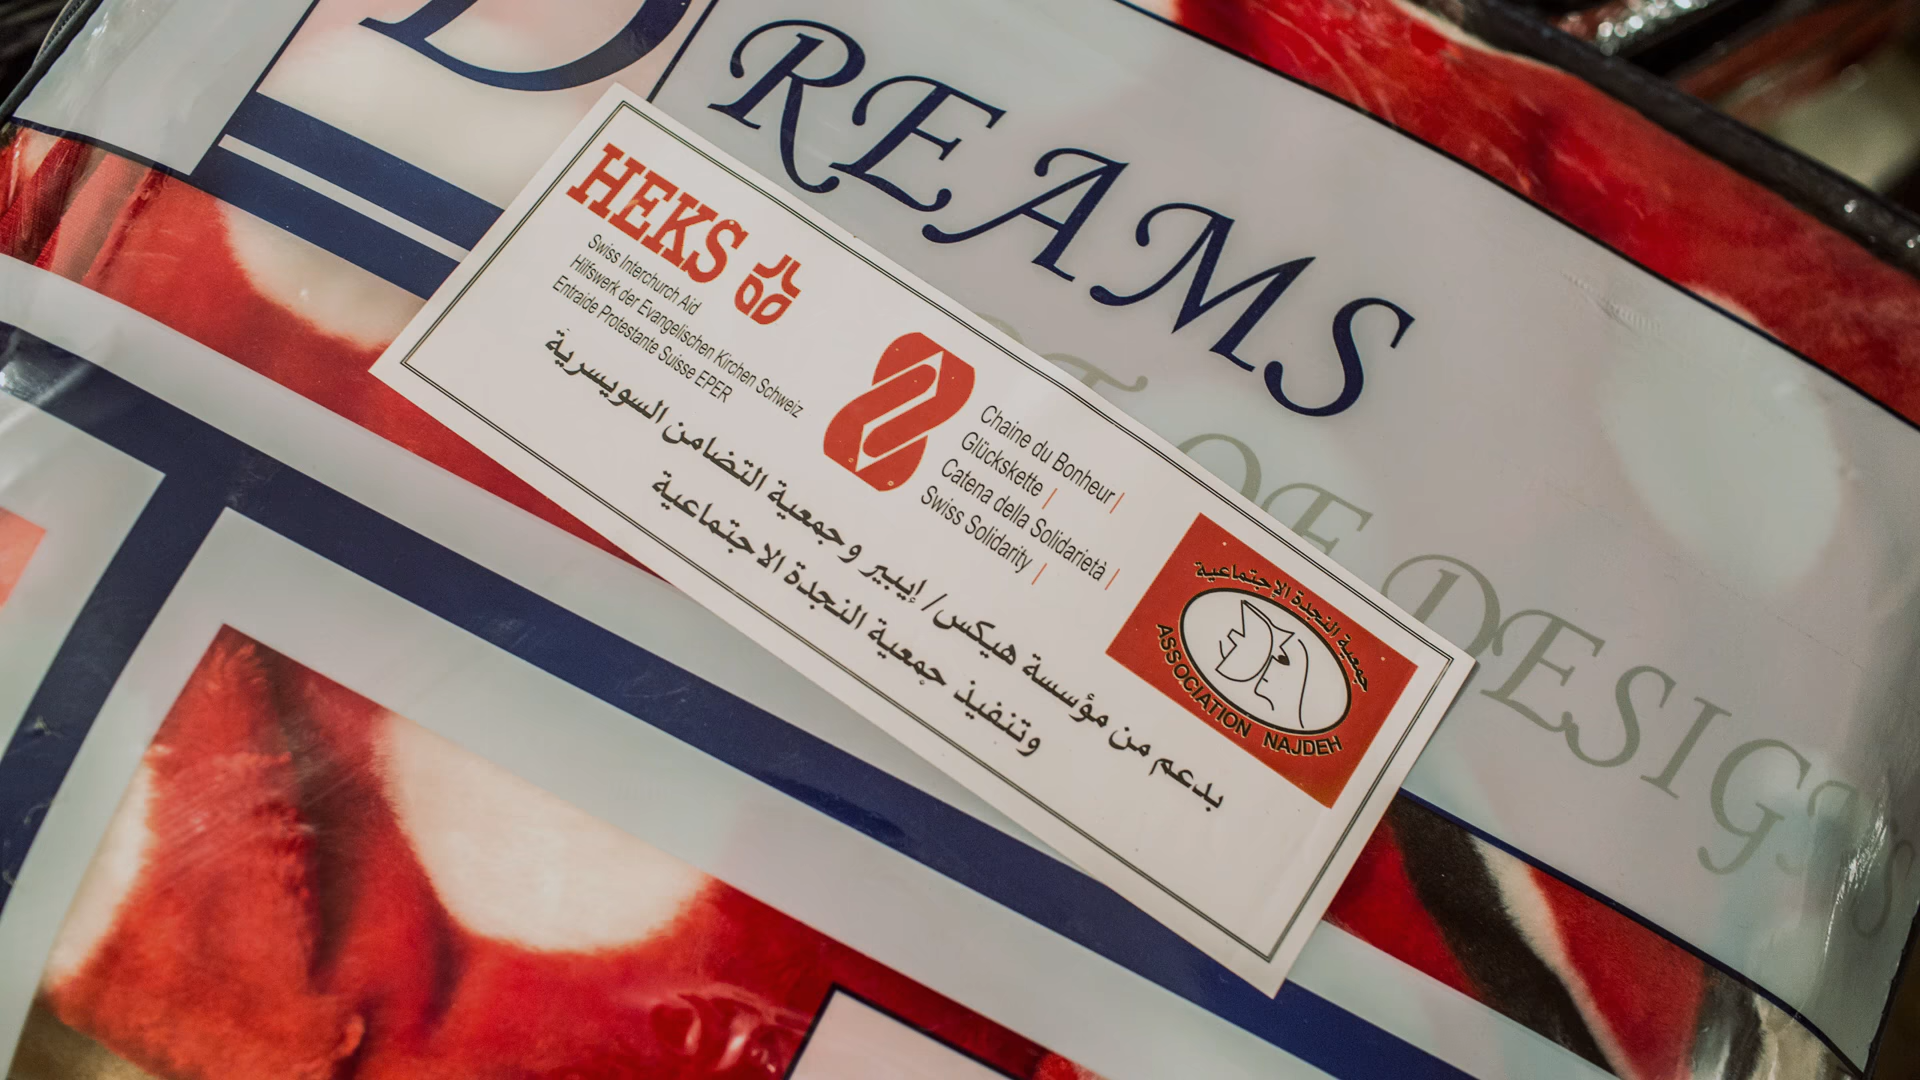 DREAMS
OF DESIGN'S
HEKS
Swiss Interchurch Aid
Hilfswerk der Evangelischen Kirchen Schweiz
Entraide Protestante Suisse EPER
Chaine du Bonheur |
Glückskette |
Catena della Solidarietà |
Swiss Solidarity |
جمعية النجدة الإجتماعية
ASSOCIATION NAJDEH
بدعم من مؤسسة هيكس/إيبير وجمعية التضامن السويسرية
وتنفيذ جمعية النجدة الاجتماعية